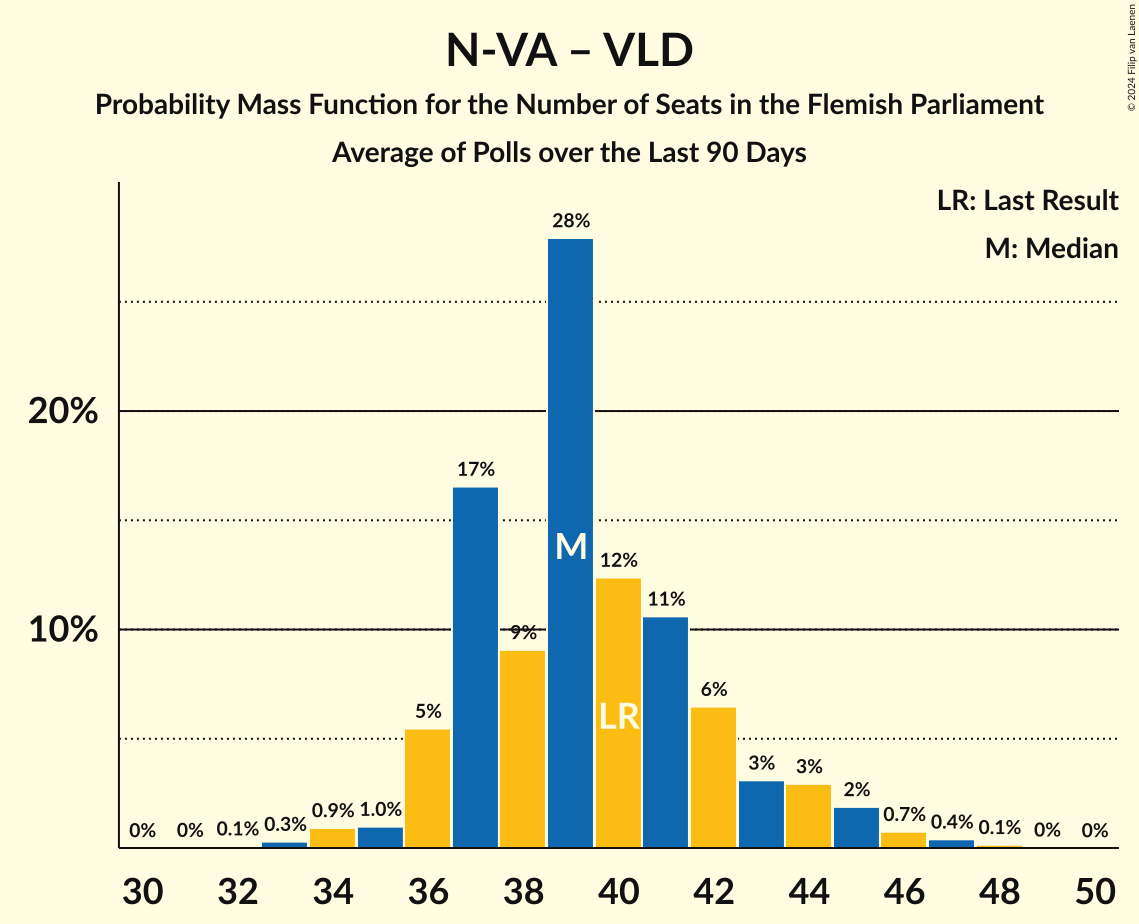 N-VA – VLD
Probability Mass Function for the Number of Seats in the Flemish Parliament
Average of Polls over the Last 90 Days
© 2024 Filip van Laenen
LR: Last Result
M: Median
28%
20%
17%
M
12%
11%
10%
9%
LR
6%
5%
3%
3%
2%
0%
0%
0.1%
0.3%
0.9%
1.0%
0.7%
0.4%
0.1%
0%
0%
30 32 34 36 38 40 42 44 46 48 50